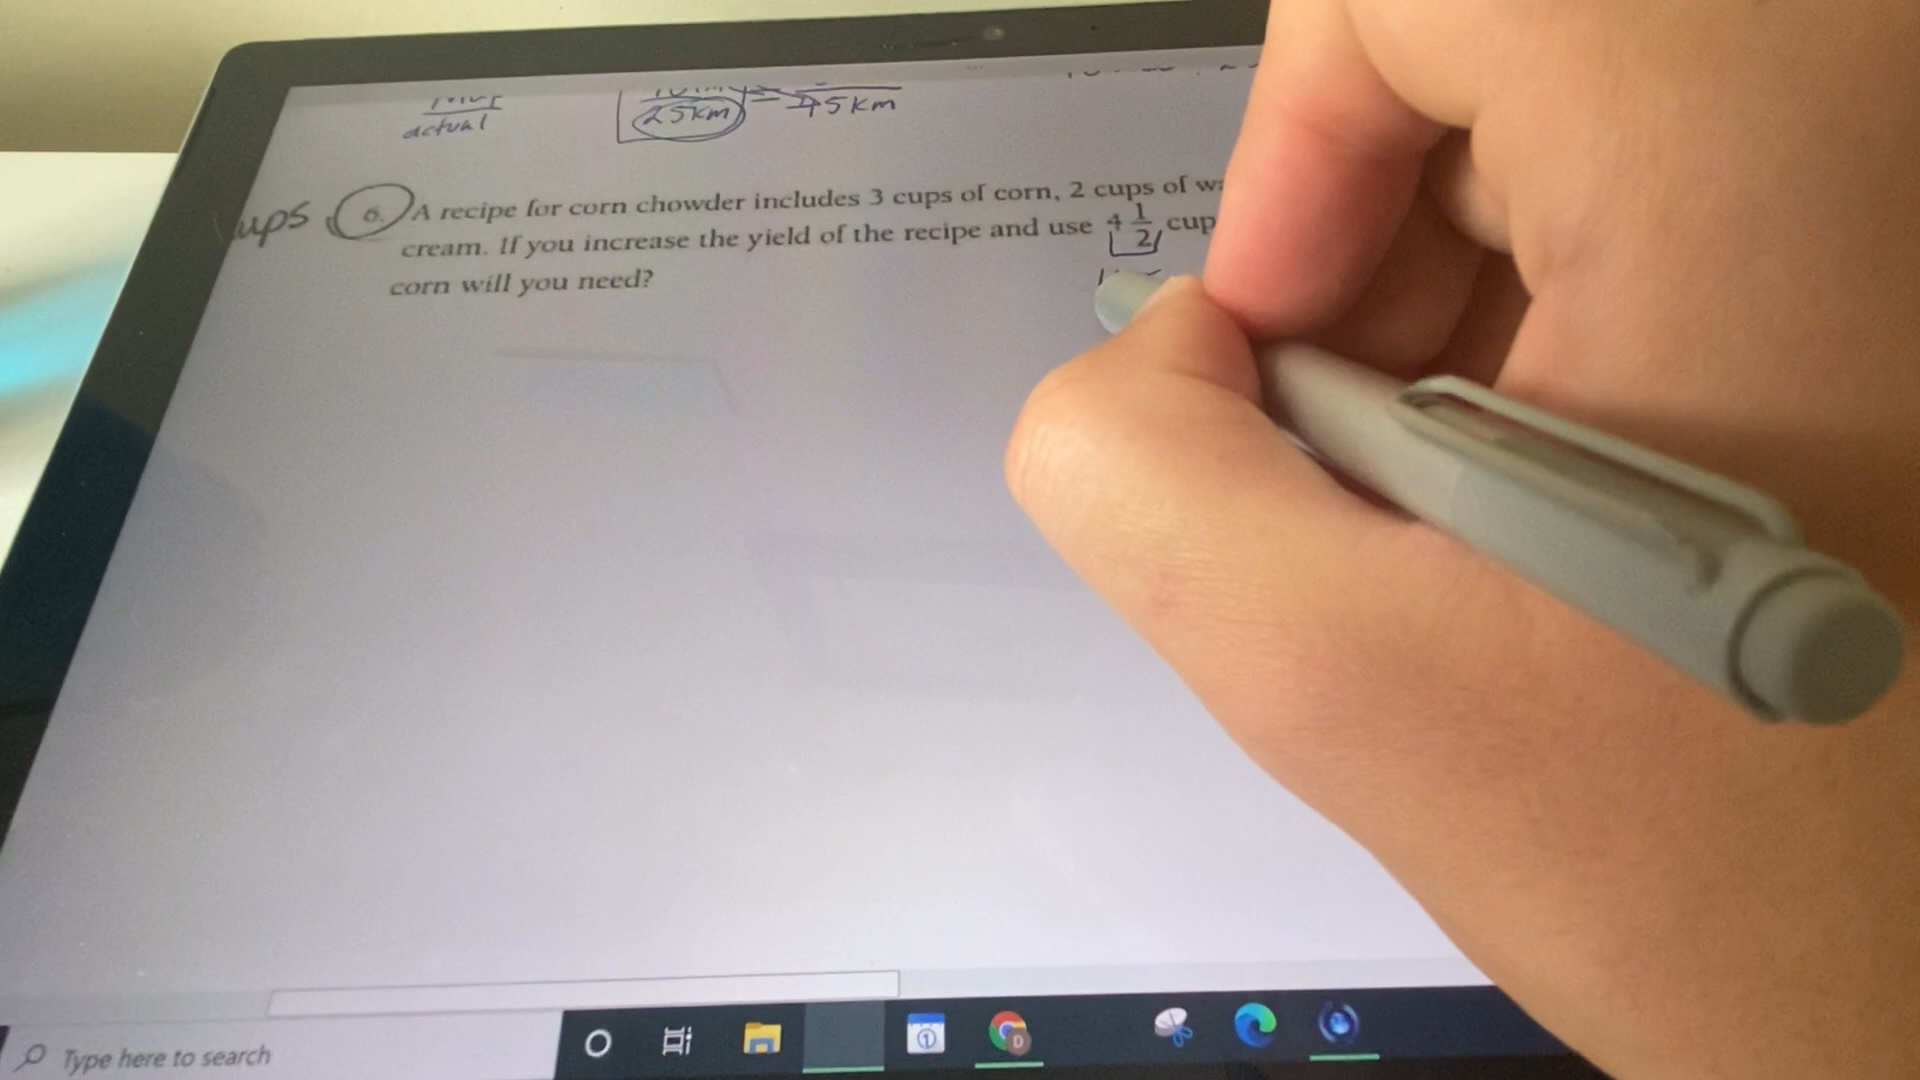 actual
25km = 45km
ups 6. A recipe for corn chowder includes 3 cups of corn, 2 cups of
cream. If you increase the yield of the recipe and use 4 1/2 cup
corn will you need?
Type here to search